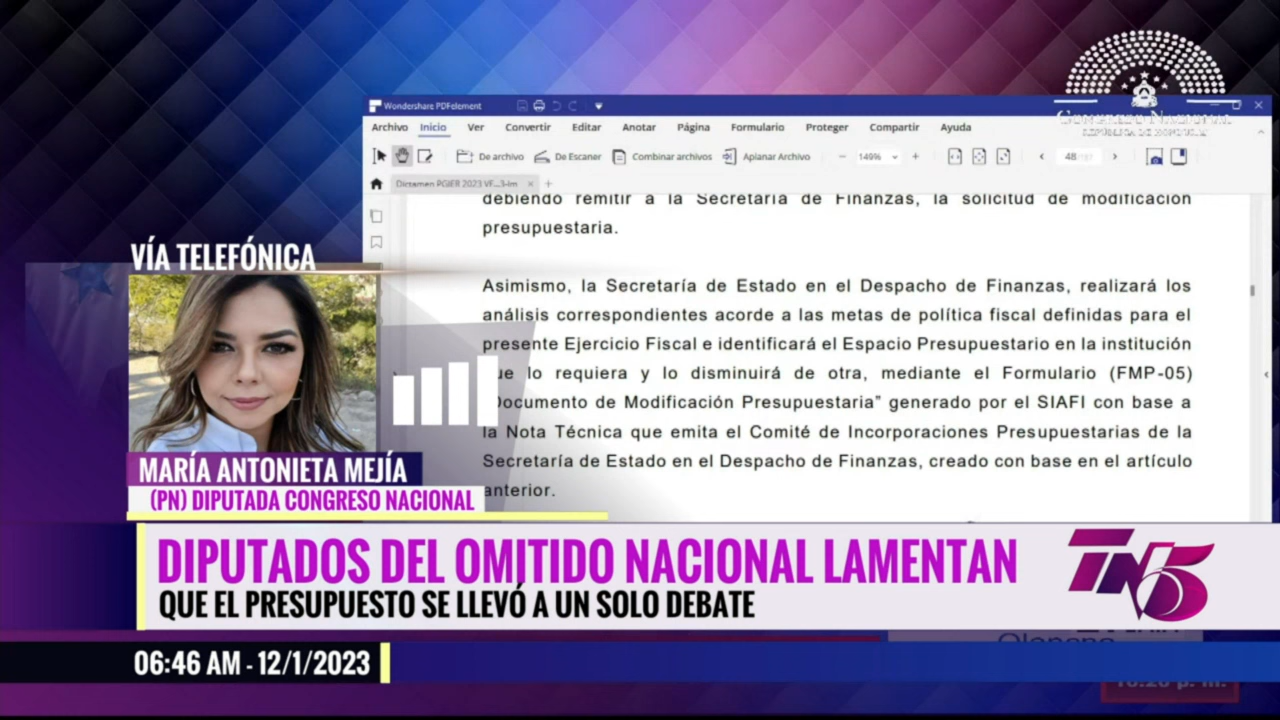 CONGRESO NACIONAL
REPÚBLICA DE HONDURAS
Wondershare PDFelement
Archivo Inicio Ver Convertir Editar Anotar Página Formulario Proteger Compartir Ayuda
De archivo De Escaner Combinar archivos Aplanar Archivo 149% 48
Dictamen PGIER 2023 VF...3-Im
debiendo remitir a la Secretaría de Finanzas, la solicitud de modificación
presupuestaria.
Asimismo, la Secretaría de Estado en el Despacho de Finanzas, realizará los
análisis correspondientes acorde a las metas de política fiscal definidas para el
presente Ejercicio Fiscal e identificará el Espacio Presupuestario en la institución
que lo requiera y lo disminuirá de otra, mediante el Formulario (FMP-05)
Documento de Modificación Presupuestaria" generado por el SIAFI con base a
la Nota Técnica que emita el Comité de Incorporaciones Presupuestarias de la
Secretaría de Estado en el Despacho de Finanzas, creado con base en el artículo
anterior.
VÍA TELEFÓNICA
MARÍA ANTONIETA MEJÍA
(PN) DIPUTADA CONGRESO NACIONAL
DIPUTADOS DEL OMITIDO NACIONAL LAMENTAN
QUE EL PRESUPUESTO SE LLEVÓ A UN SOLO DEBATE
TN5
06:46 AM - 12/1/2023